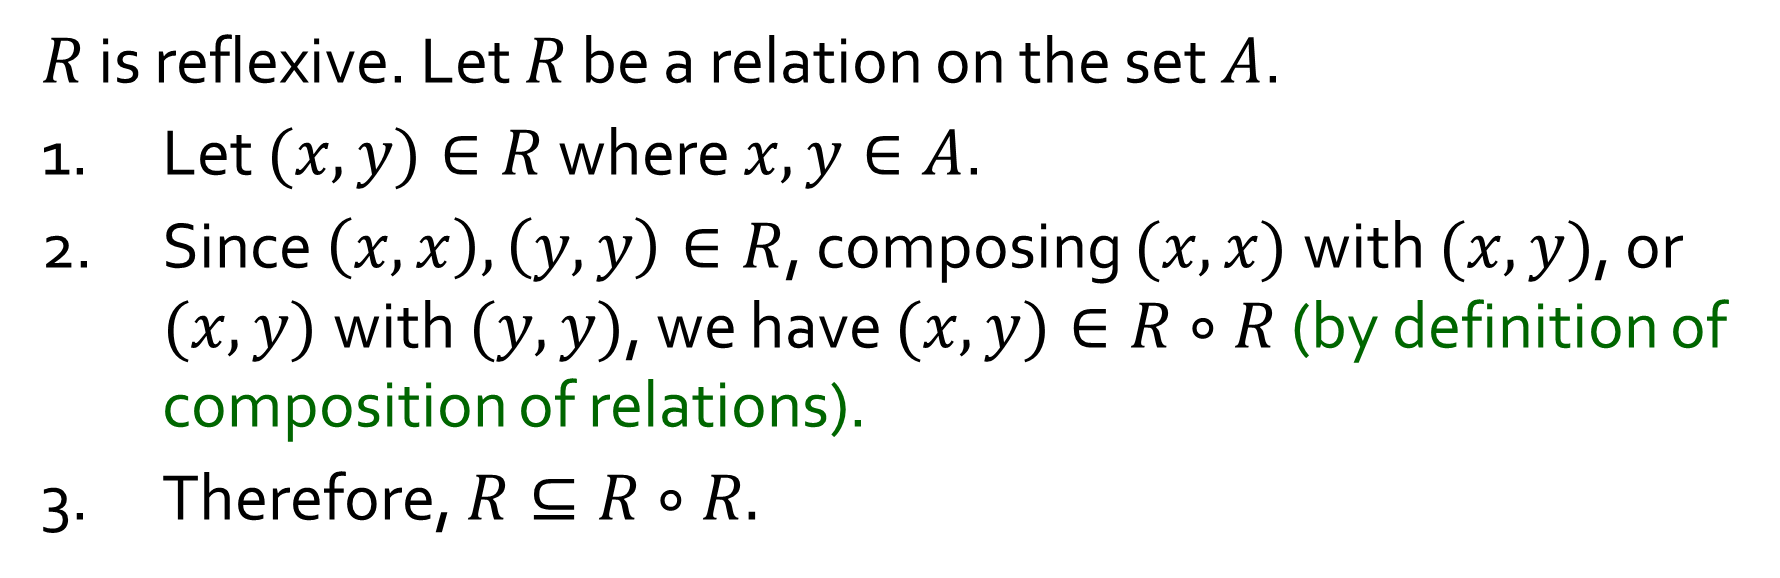 R is reflexive. Let R be a relation on the set A.
1. Let (x, y) ∈ R where x, y ∈ A.
2. Since (x, x), (y, y) ∈ R, composing (x, x) with (x, y), or
(x, y) with (y, y), we have (x, y) ∈ R ∘ R (by definition of
composition of relations).
3. Therefore, R ⊆ R ∘ R.